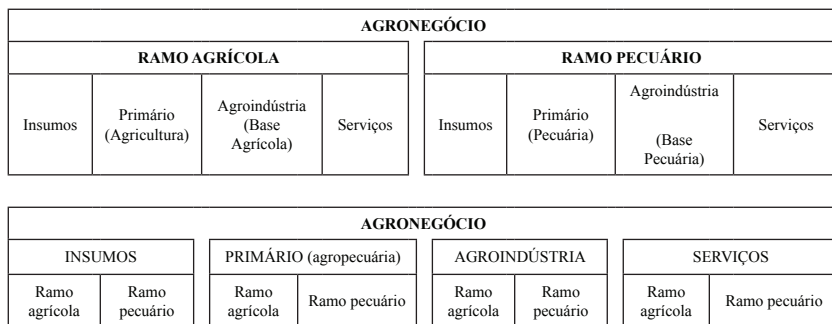 AGRONEGÓCIO
RAMO AGRÍCOLA
RAMO PECUÁRIO
Insumos
Primário
(Agricultura)
Agroindústria
(Base
Agrícola)
Serviços
Insumos
Primário
(Pecuária)
Agroindústria
(Base
Pecuária)
Serviços
AGRONEGÓCIO
INSUMOS
PRIMÁRIO (agropecuária)
AGROINDÚSTRIA
SERVIÇOS
Ramo
agrícola
Ramo
pecuário
Ramo
agrícola
Ramo pecuário
Ramo
agrícola
Ramo
pecuário
Ramo
agrícola
Ramo pecuário